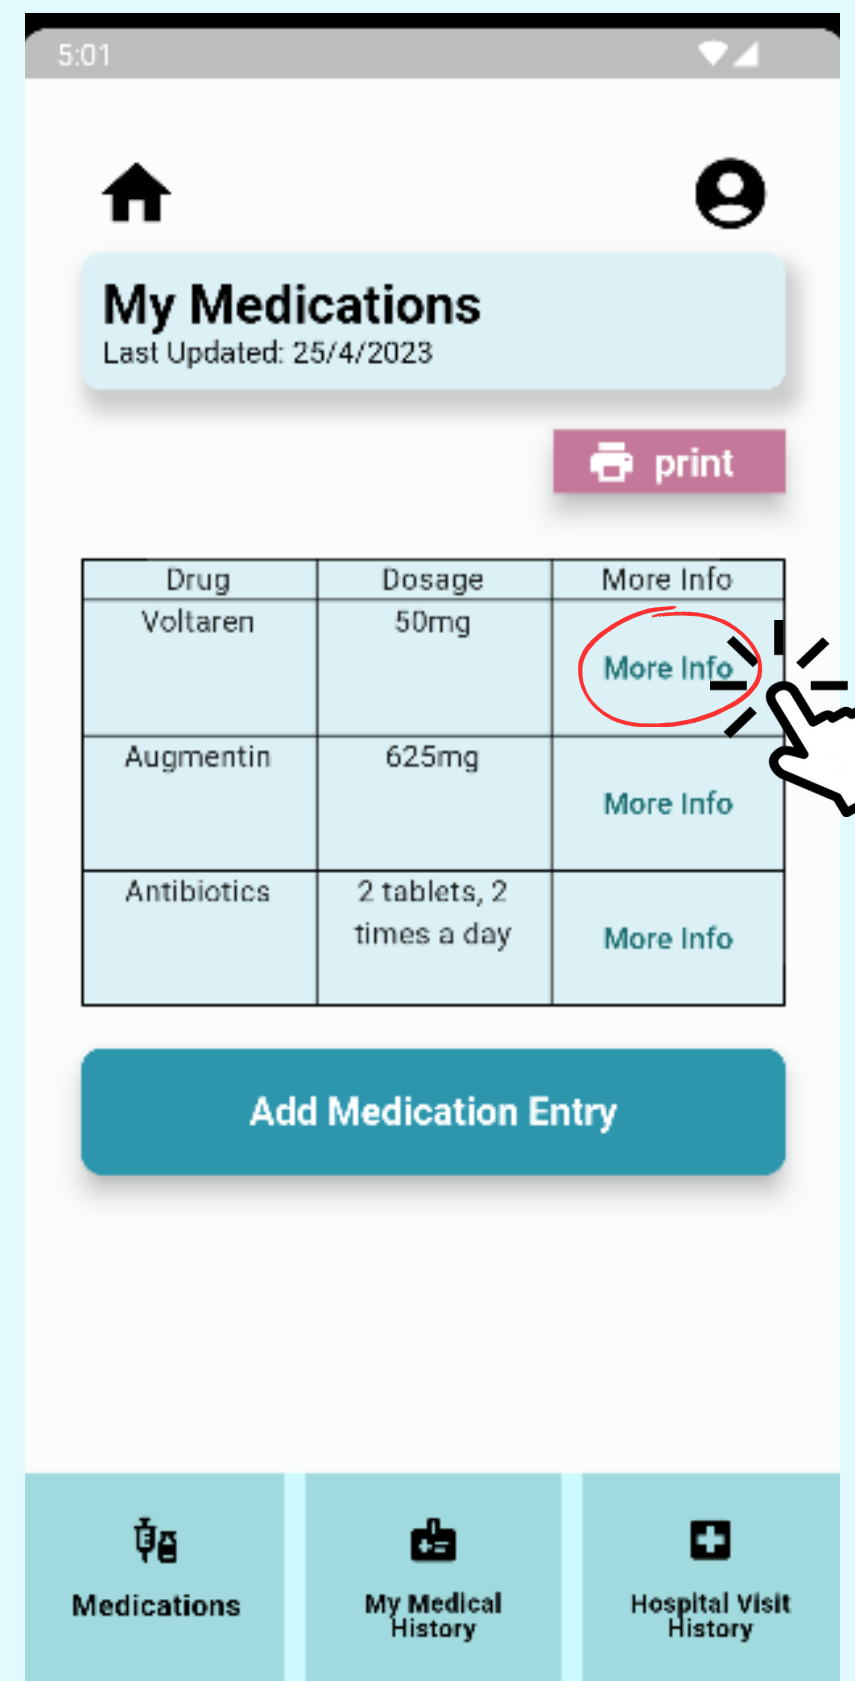 5:01
My Medications
Last Updated: 25/4/2023
print
Drug Dosage More Info
Voltaren 50mg
More Info
Augmentin 625mg
More Info
Antibiotics 2 tablets, 2
times a day
More Info
Add Medication Entry
Medications
My Medical
History
Hospital Visit
History